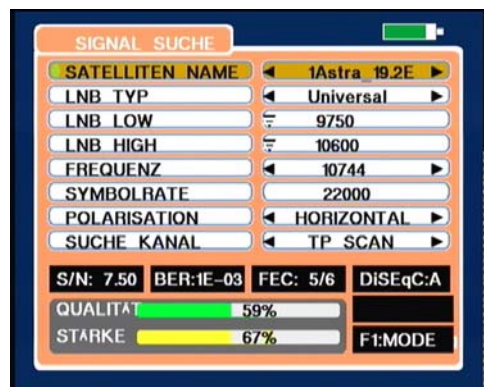 SIGNAL SUCHE
SATELLITEN NAME 1Astra_19.2E
LNB TYP Universal
LNB LOW 9750
LNB HIGH 10600
FREQUENZ 10744
SYMBOLRATE 22000
POLARISATION HORIZONTAL
SUCHE KANAL TP SCAN
S/N: 7.50 BER:1E-03 FEC: 5/6 DiSEqC:A
QUALITÄT 59%
STÄRKE 67% F1:MODE